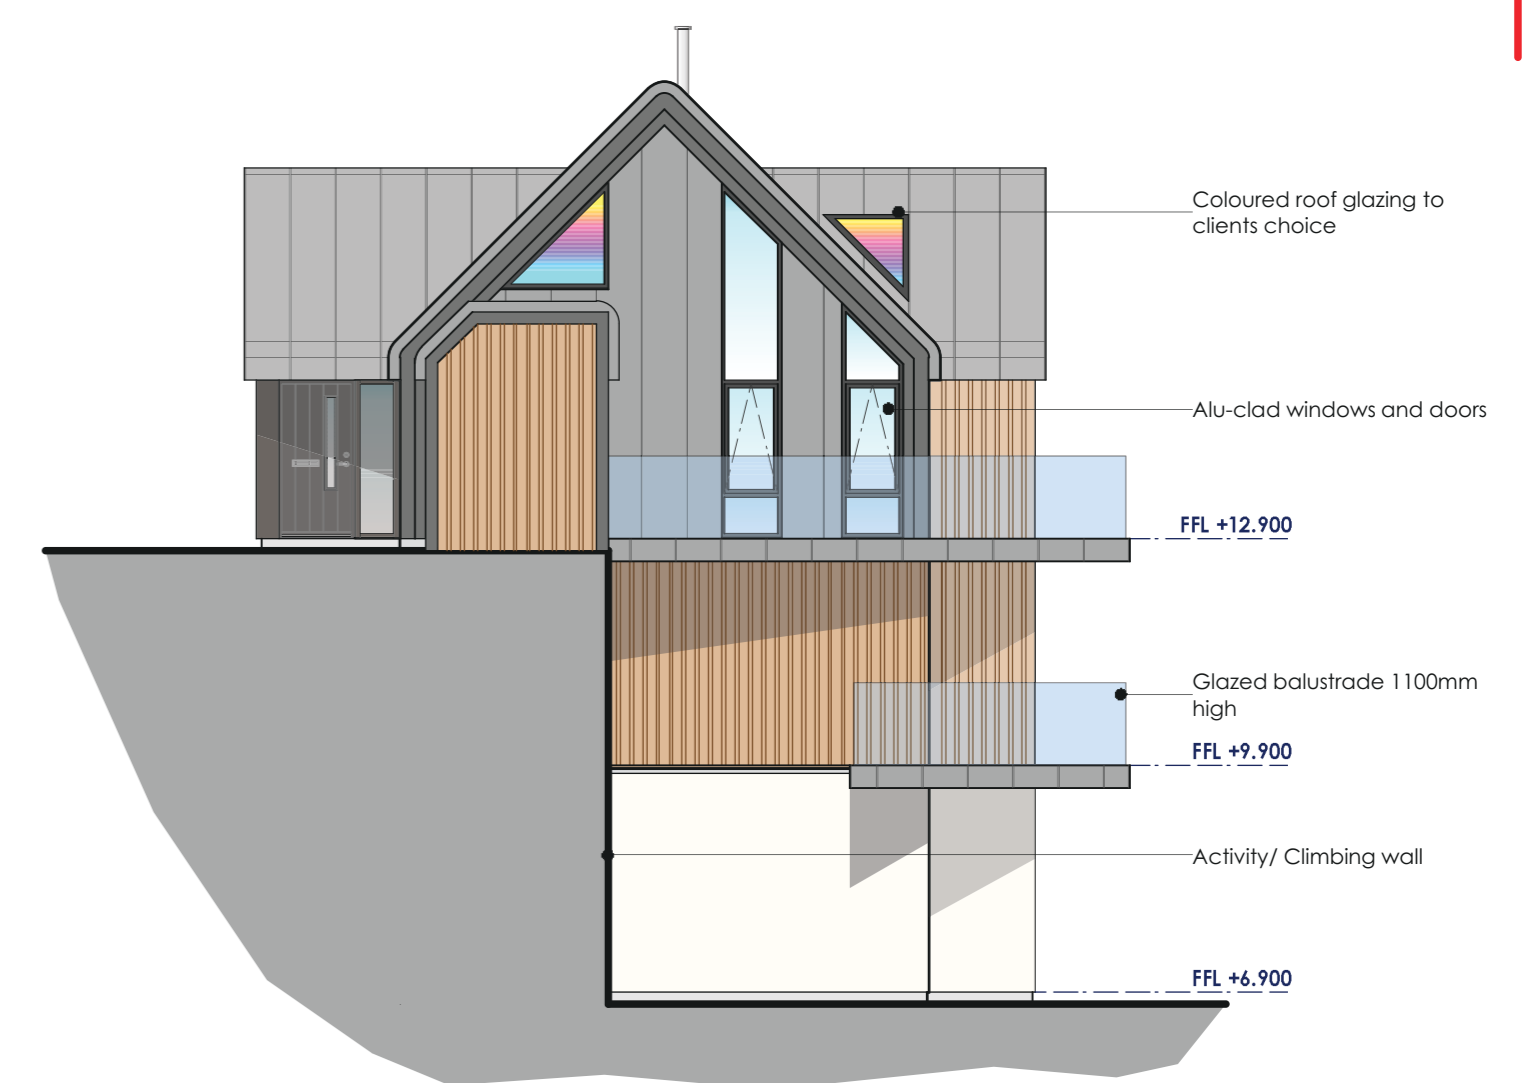 Coloured roof glazing to
clients choice
Alu-clad windows and doors
FFL +12.900
Glazed balustrade 1100mm
high
FFL +9.900
Activity/ Climbing wall
FFL +6.900